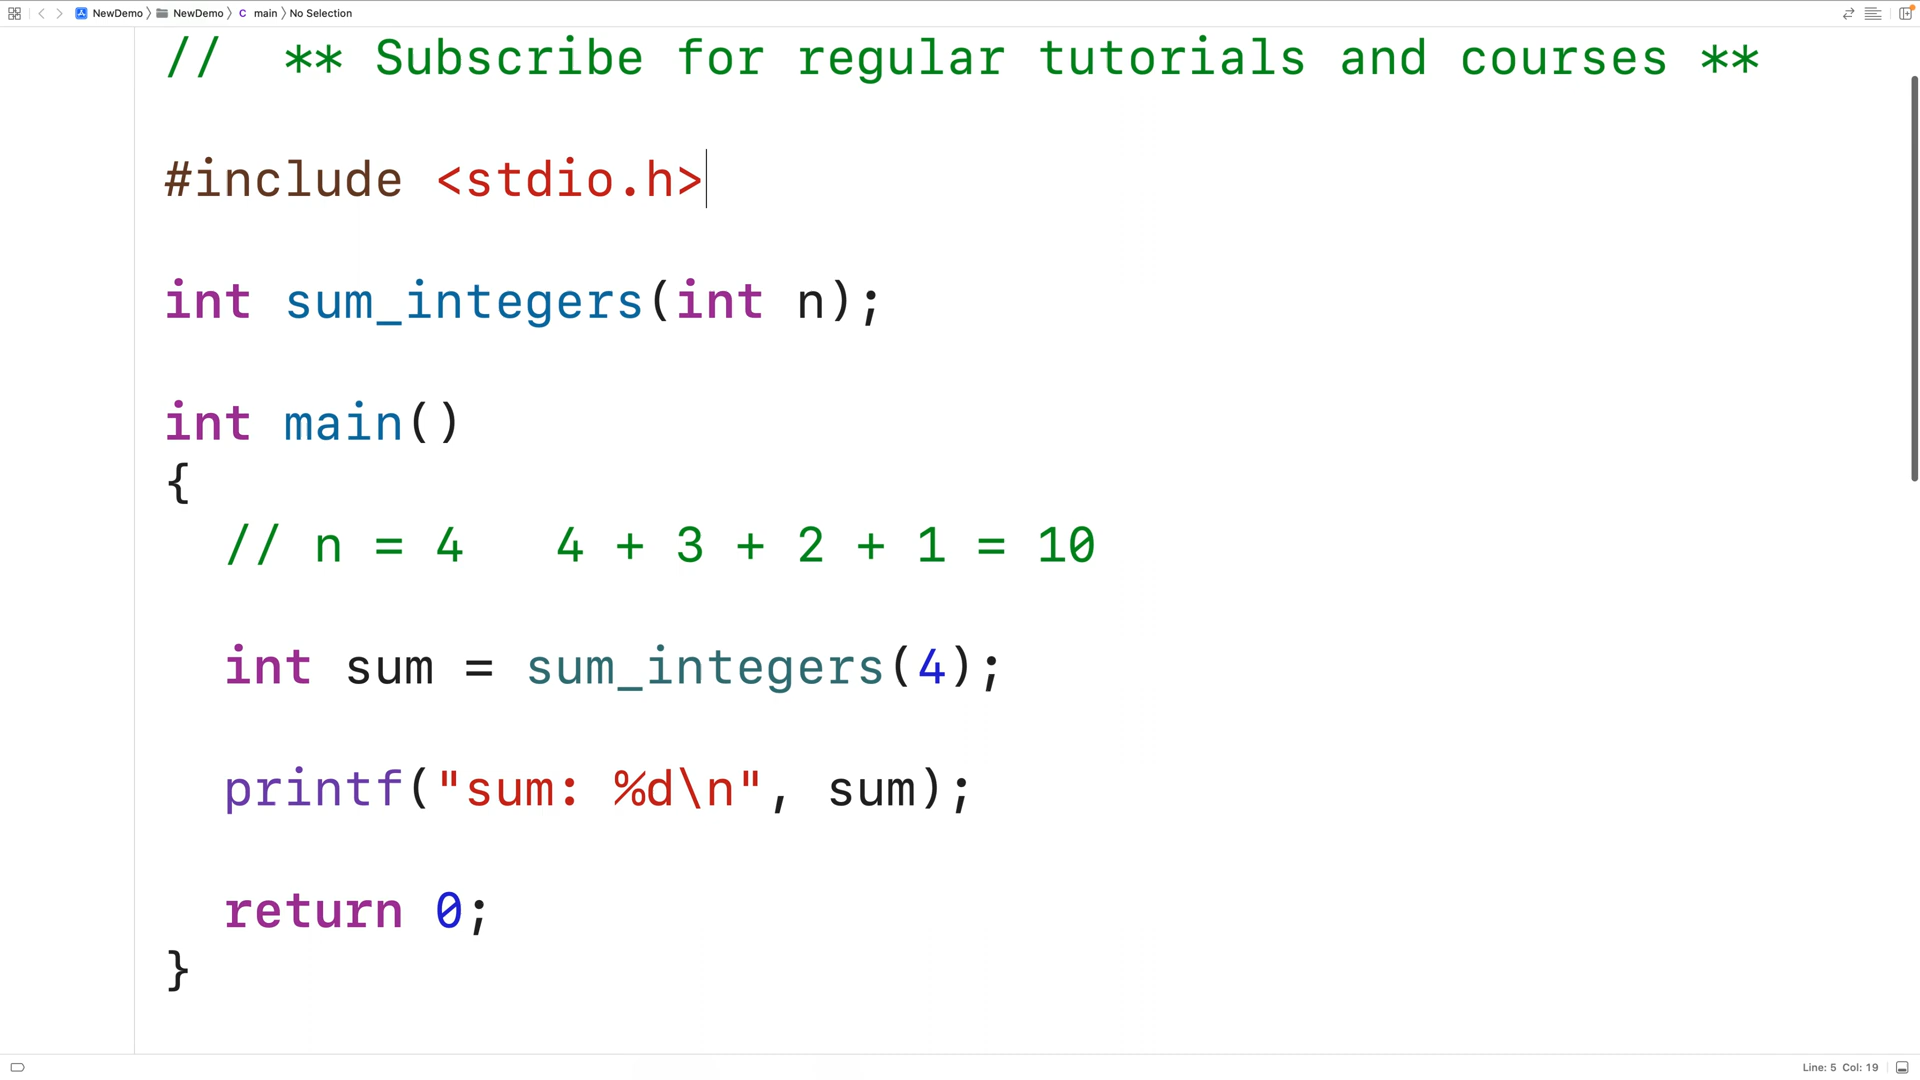 NewDemo 〉 NewDemo 〉 C main 〉 No Selection
// ** Subscribe for regular tutorials and courses **
#include <stdio.h>
int sum_integers(int n);
int main()
{
// n = 4 4 + 3 + 2 + 1 = 10
int sum = sum_integers(4);
printf("sum: %d\n", sum);
return 0;
}
Line: 5 Col: 19